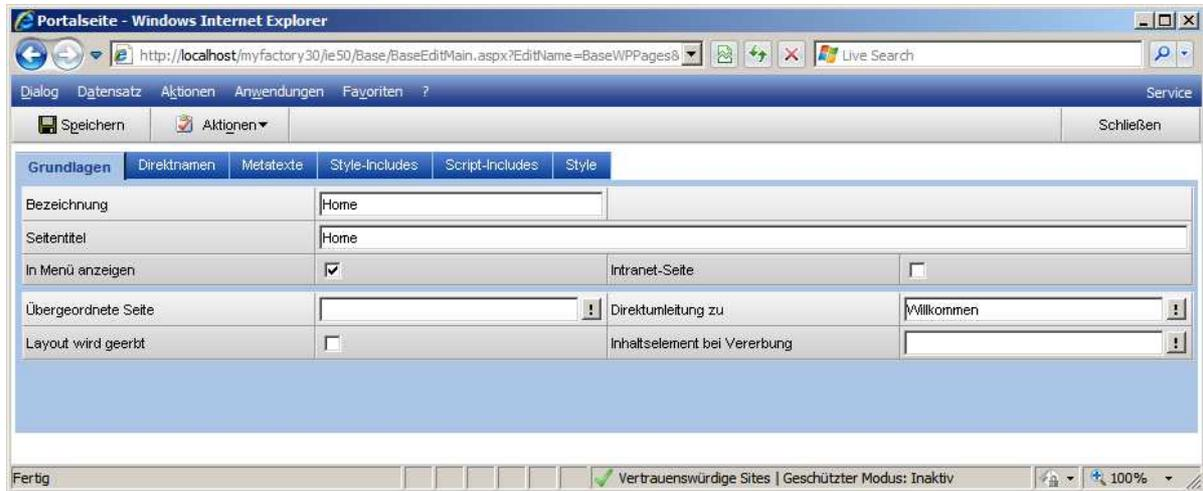 Portalseite - Windows Internet Explorer
http://localhost/myfactory30/ie50/Base/BaseEditMain.aspx?EditName=BaseWPPages&
Live Search
Dialog Datensatz Aktionen Anwendungen Favoriten ? Service
Speichern Aktionen Schließen
Grundlagen Direktnamen Metatexte Style-Includes Script-Includes Style
Bezeichnung Home
Seitentitel Home
In Menü anzeigen Intranet-Seite
Übergeordnete Seite ! Direktumleitung zu Willkommen !
Layout wird geerbt Inhaltselement bei Vererbung !
Fertig Vertrauenswürdige Sites | Geschützter Modus: Inaktiv 100%